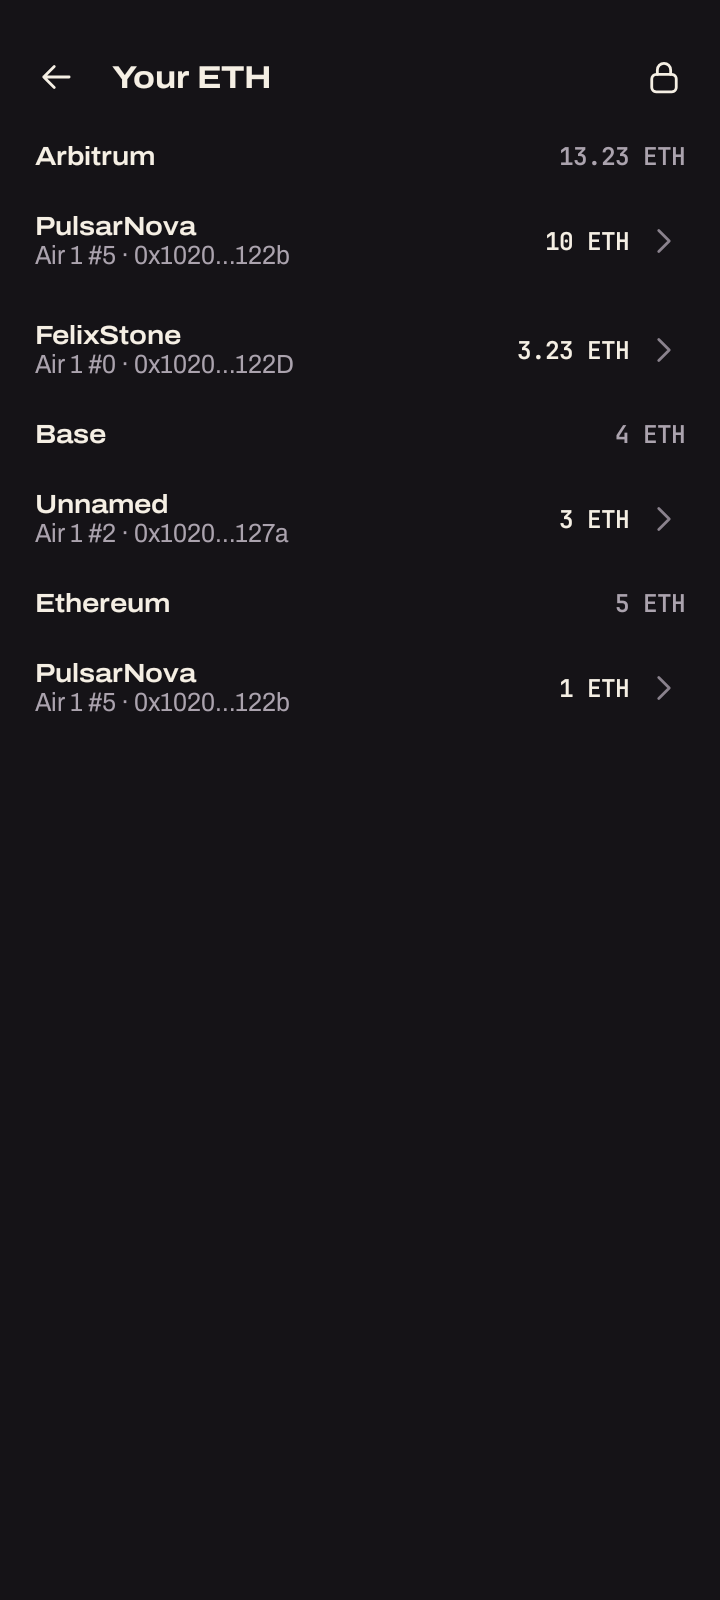 Your ETH
Arbitrum 13.23 ETH
PulsarNova
Air 1 #5 · 0x1020...122b
10 ETH
FelixStone
Air 1 #0 · 0x1020...122D
3.23 ETH
Base 4 ETH
Unnamed
Air 1 #2 · 0x1020...127a
3 ETH
Ethereum 5 ETH
PulsarNova
Air 1 #5 · 0x1020...122b
1 ETH